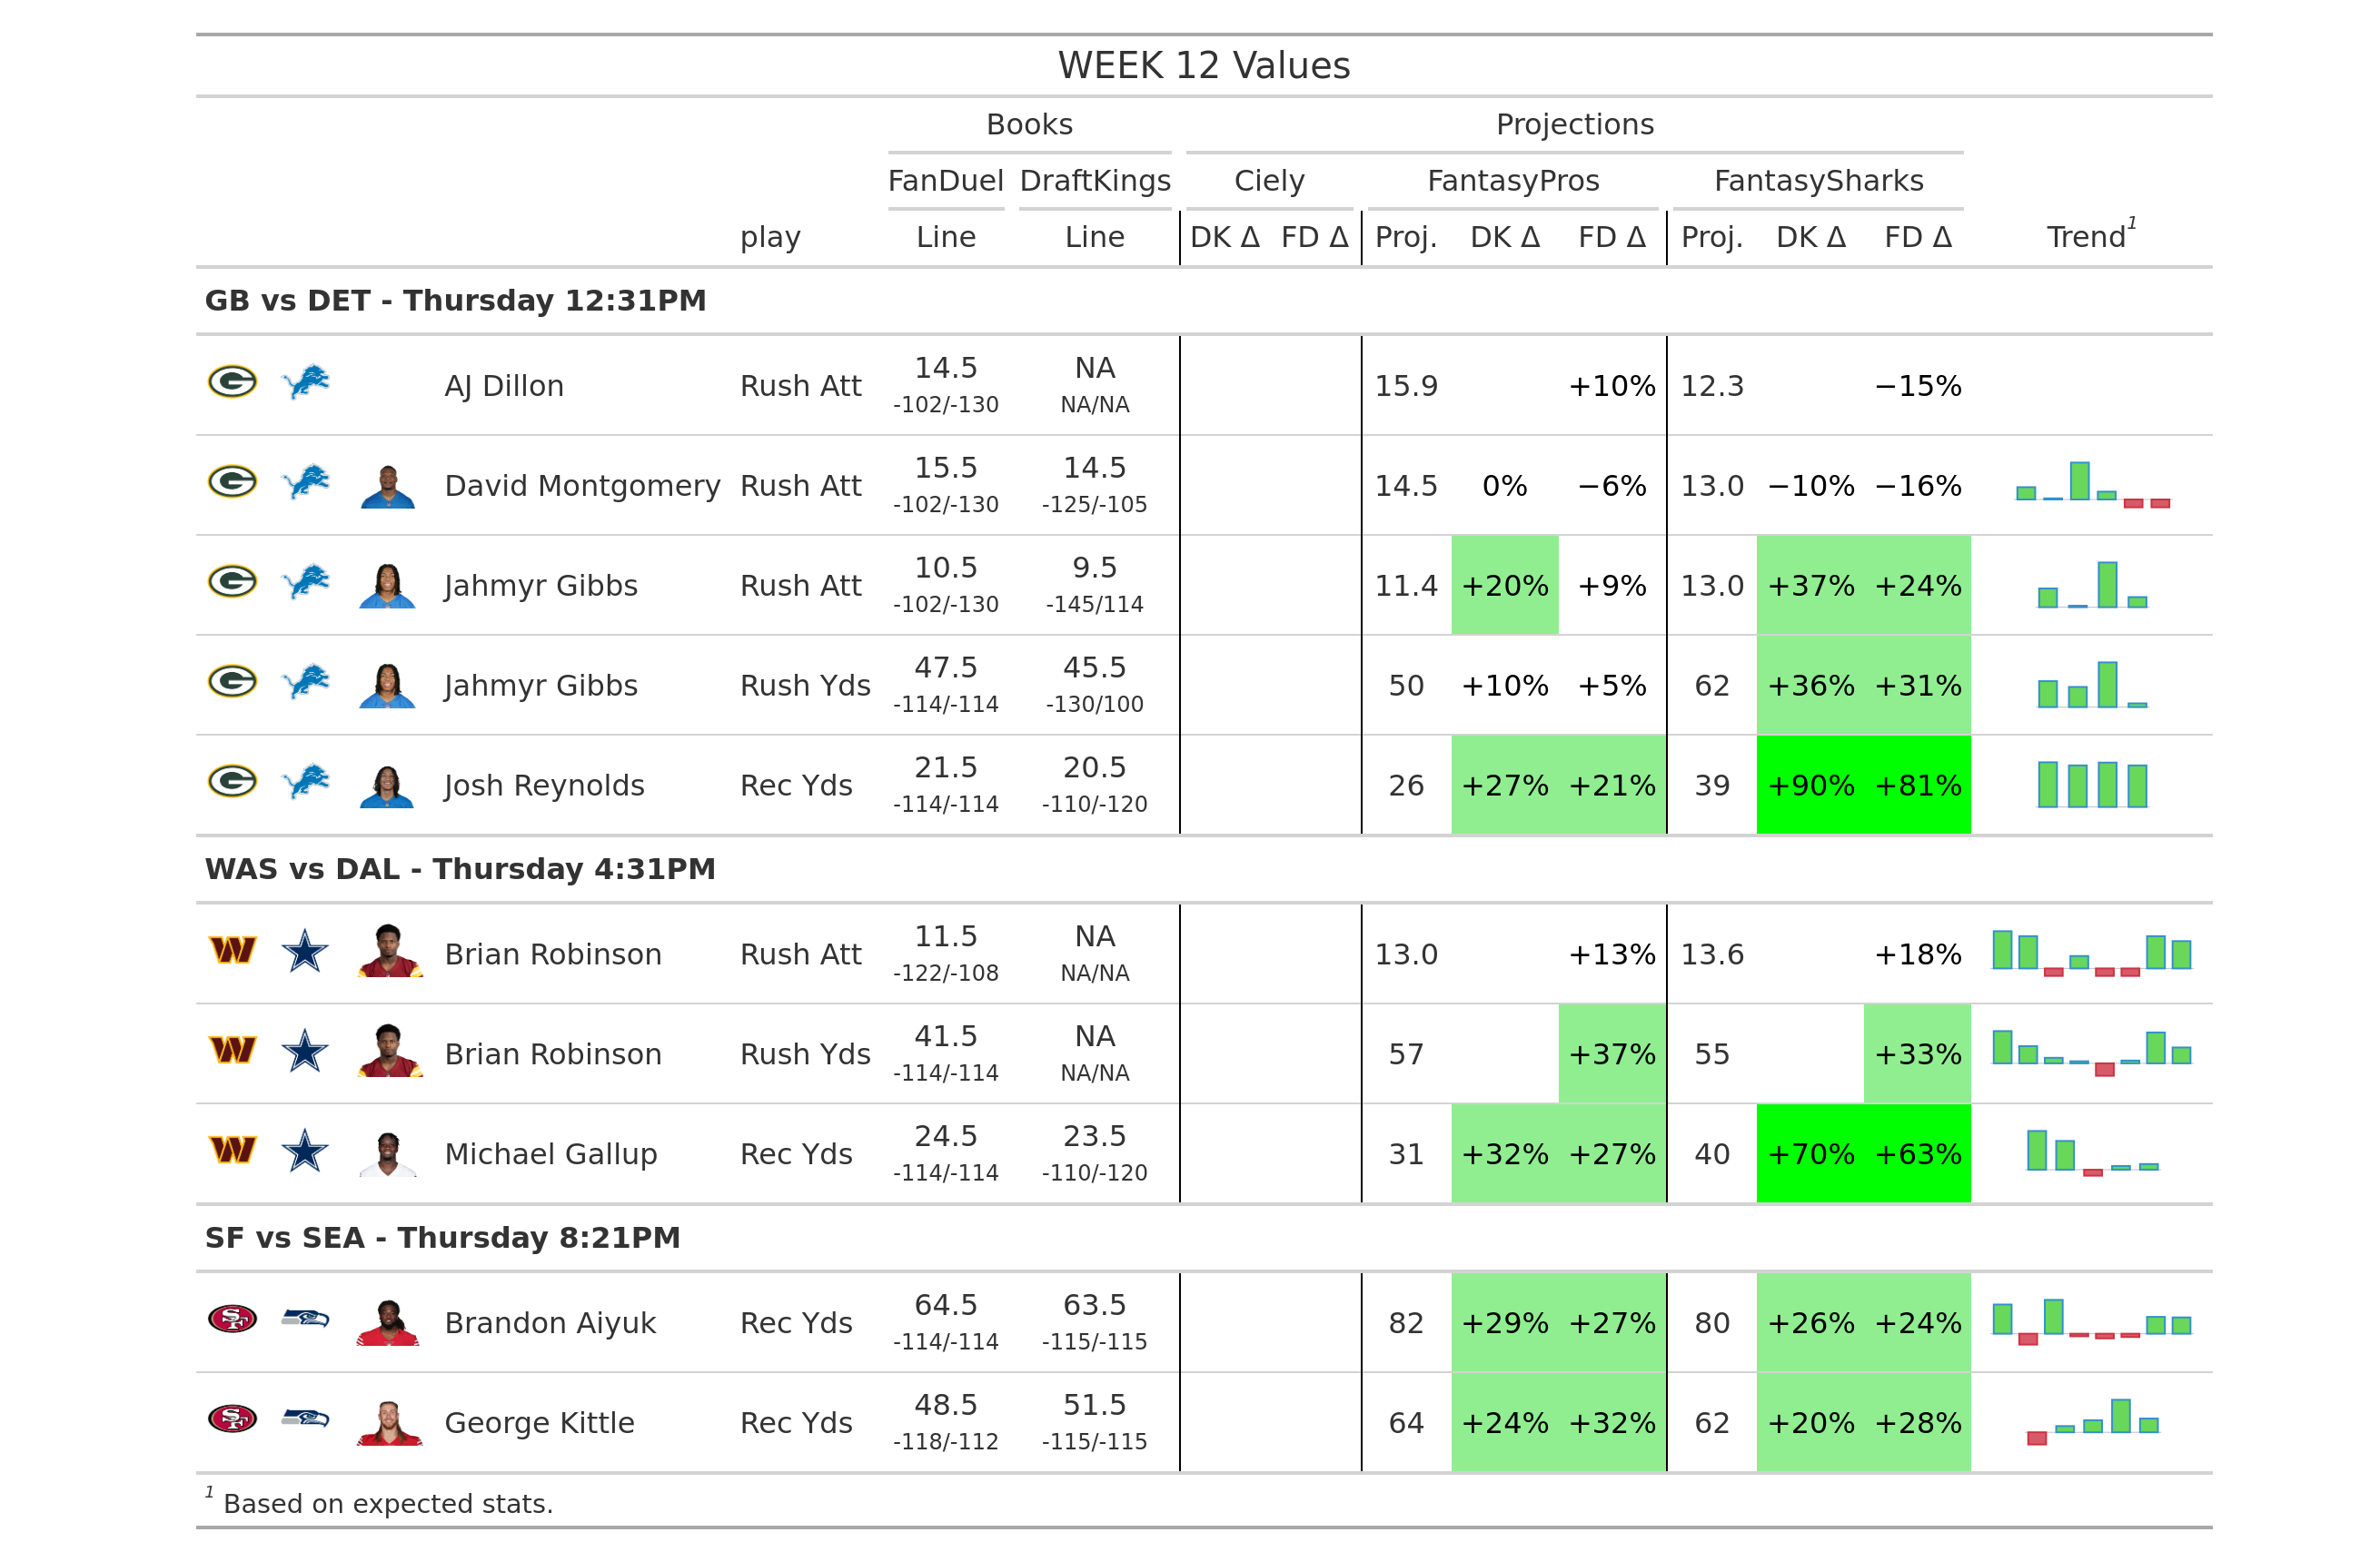 WEEK 12 Values
Books Projections
FanDuel DraftKings Ciely FantasyPros FantasySharks
play Line Line DK Δ FD Δ Proj. DK Δ FD Δ Proj. DK Δ FD Δ Trend1
GB vs DET - Thursday 12:31PM
AJ Dillon Rush Att 14.5 NA 15.9 +10% 12.3 −15%
-102/-130 NA/NA
David Montgomery Rush Att 15.5 14.5 14.5 0% −6% 13.0 −10% −16%
-102/-130 -125/-105
Jahmyr Gibbs Rush Att 10.5 9.5 11.4 +20% +9% 13.0 +37% +24%
-102/-130 -145/114
Jahmyr Gibbs Rush Yds 47.5 45.5 50 +10% +5% 62 +36% +31%
-114/-114 -130/100
Josh Reynolds Rec Yds 21.5 20.5 26 +27% +21% 39 +90% +81%
-114/-114 -110/-120
WAS vs DAL - Thursday 4:31PM
Brian Robinson Rush Att 11.5 NA 13.0 +13% 13.6 +18%
-122/-108 NA/NA
Brian Robinson Rush Yds 41.5 NA 57 +37% 55 +33%
-114/-114 NA/NA
Michael Gallup Rec Yds 24.5 23.5 31 +32% +27% 40 +70% +63%
-114/-114 -110/-120
SF vs SEA - Thursday 8:21PM
Brandon Aiyuk Rec Yds 64.5 63.5 82 +29% +27% 80 +26% +24%
-114/-114 -115/-115
George Kittle Rec Yds 48.5 51.5 64 +24% +32% 62 +20% +28%
-118/-112 -115/-115
1 Based on expected stats.